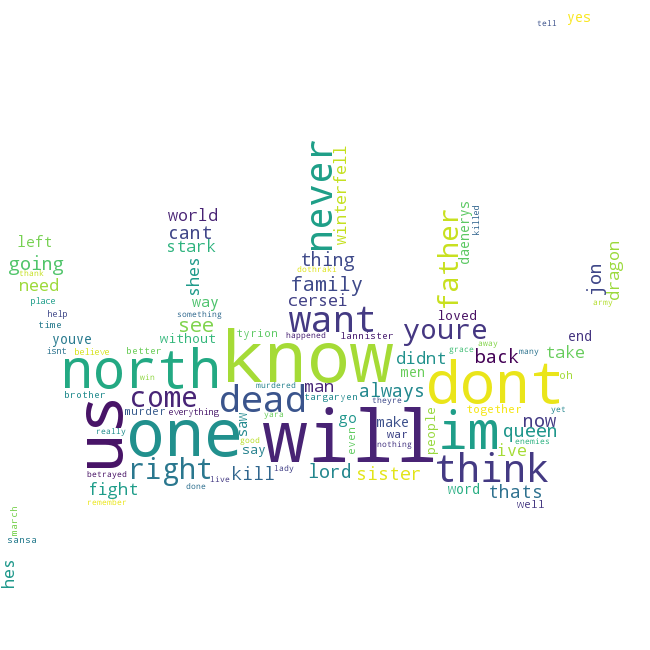 yes
tell
never
winterfell
world
father
daenerys
killed
left
cant
stark
shes
thing
family
cersei
going
thank
need
dothraki
jon
dragon
army
place
way
something
want
loved
help
time
see
youre
youve
without
tyrion
happened
lannister
end
isnt
believe
better
know
didnt
back
grace
many
away
take
north
win
men
oh
brother
dead
murdered
man
targaryen
theyre
always
dont
us
come
murder
everything
saw
yara
go
make
people
together
yet
one
will
im
now
really
good
say
even
war
nothing
queen
ive
enemies
right
think
betrayed
kill
lady
lord
sister
live
fight
done
word
thats
remember
well
march
sansa
hes